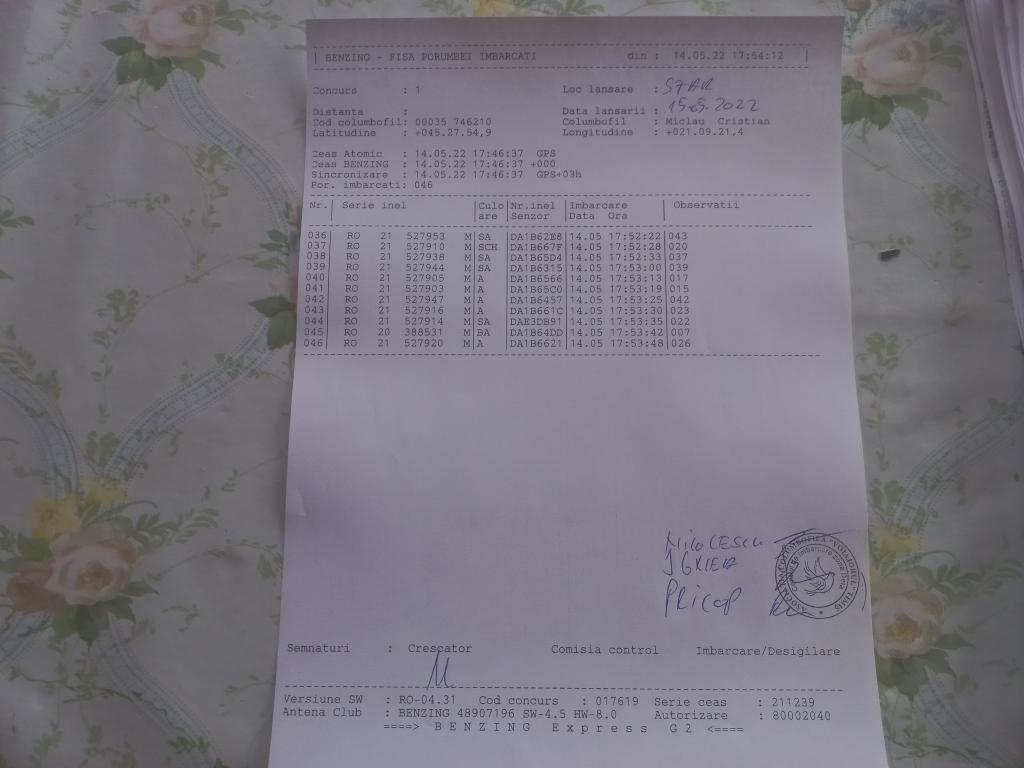 BENZING - FISA PORUMBEI IMBARCATI din : 14.05.22 17:54:12
Concurs : 1 Loc lansare :
Distanta : Data lansarii : 15.05.2022
Cod columbofil: 00035 746210 Columbofil : Miclau Cristian
Latitudine : +045.27.54,9 Longitudine : +021.09.21,4
Ceas Atomic : 14.05.22 17:46:37 GPS
Ceas BENZING : 14.05.22 17:46:37 +000
Sincronizare : 14.05.22 17:46:37 GPS+03h
Por. imbarcati: 046
Nr.| Serie inel |Culo|Nr.inel|Imbarcare | Observatii
|are |Senzor |Data Ora |
036| RO 21 527953 M|SA |DA1B62E8|14.05 17:52:22|043
037| RO 21 527910 M|SCH |DA1B667F|14.05 17:52:28|020
038| RO 21 527938 M|SA |DA1B65D4|14.05 17:52:33|037
039| RO 21 527944 M|SA |DA1B6315|14.05 17:53:00|039
040| RO 21 527905 M|A |DA1B6566|14.05 17:53:13|017
041| RO 21 527903 M|A |DA1B65C0|14.05 17:53:19|015
042| RO 21 527947 M|A |DA1B6457|14.05 17:53:25|042
043| RO 21 527916 M|A |DA1B661C|14.05 17:53:30|023
044| RO 21 527914 M|SA |DAE3DB91|14.05 17:53:35|022
045| RO 20 388531 M|BA |DA1B64DD|14.05 17:53:42|007
046| RO 21 527920 M|A |DA1B6621|14.05 17:53:48|026
PRICOP
Semnaturi : Crescator Comisia control Imbarcare/Desigilare
Versiune SW : RO-04.31 Cod concurs : 017619 Serie ceas : 211239
Antena Club : BENZING 48907196 SW-4.5 HW-8.0 Autorizare : 80002040
====> B E N Z I N G E x p r e s s G 2 <====